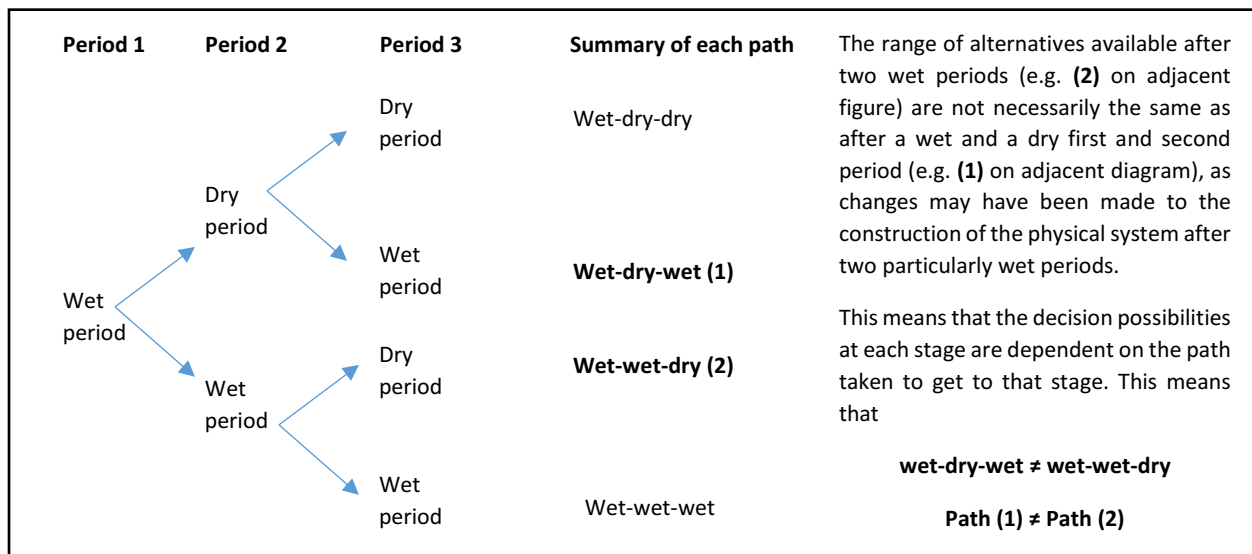 Period 1 Period 2 Period 3 Summary of each path
Dry
period
Wet-dry-dry
Dry
period
Wet
period
Wet-dry-wet (1)
Wet
period
Dry
period
Wet-wet-dry (2)
Wet
period
Wet
period
Wet-wet-wet
The range of alternatives available after
two wet periods (e.g. (2) on adjacent
figure) are not necessarily the same as
after a wet and a dry first and second
period (e.g. (1) on adjacent diagram), as
changes may have been made to the
construction of the physical system after
two particularly wet periods.
This means that the decision possibilities
at each stage are dependent on the path
taken to get to that stage. This means
that
wet-dry-wet ≠ wet-wet-dry
Path (1) ≠ Path (2)